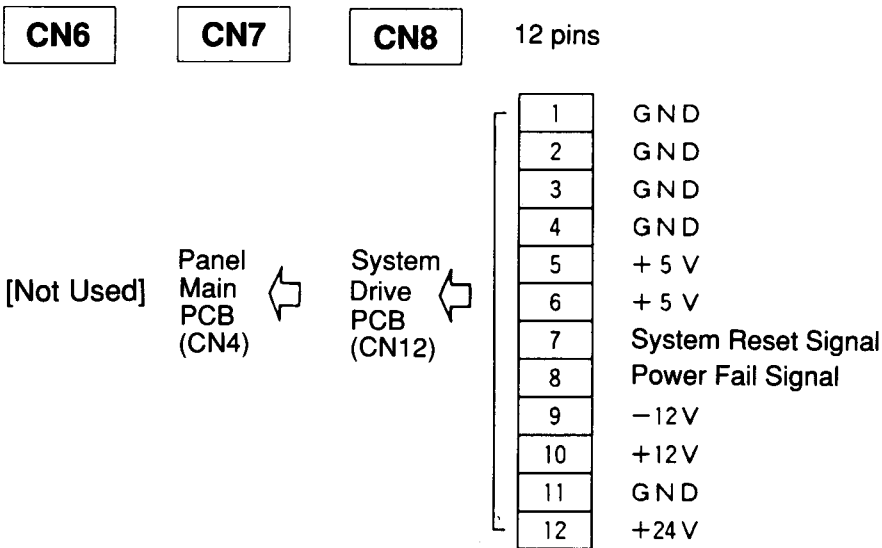 CN6 CN7 CN8 12 pins
1 GND
2 GND
3 GND
4 GND
5 +5V
6 +5V
7 System Reset Signal
8 Power Fail Signal
9 −12V
10 +12V
11 GND
12 +24V
[Not Used]
Panel
Main
PCB
(CN4)
System
Drive
PCB
(CN12)